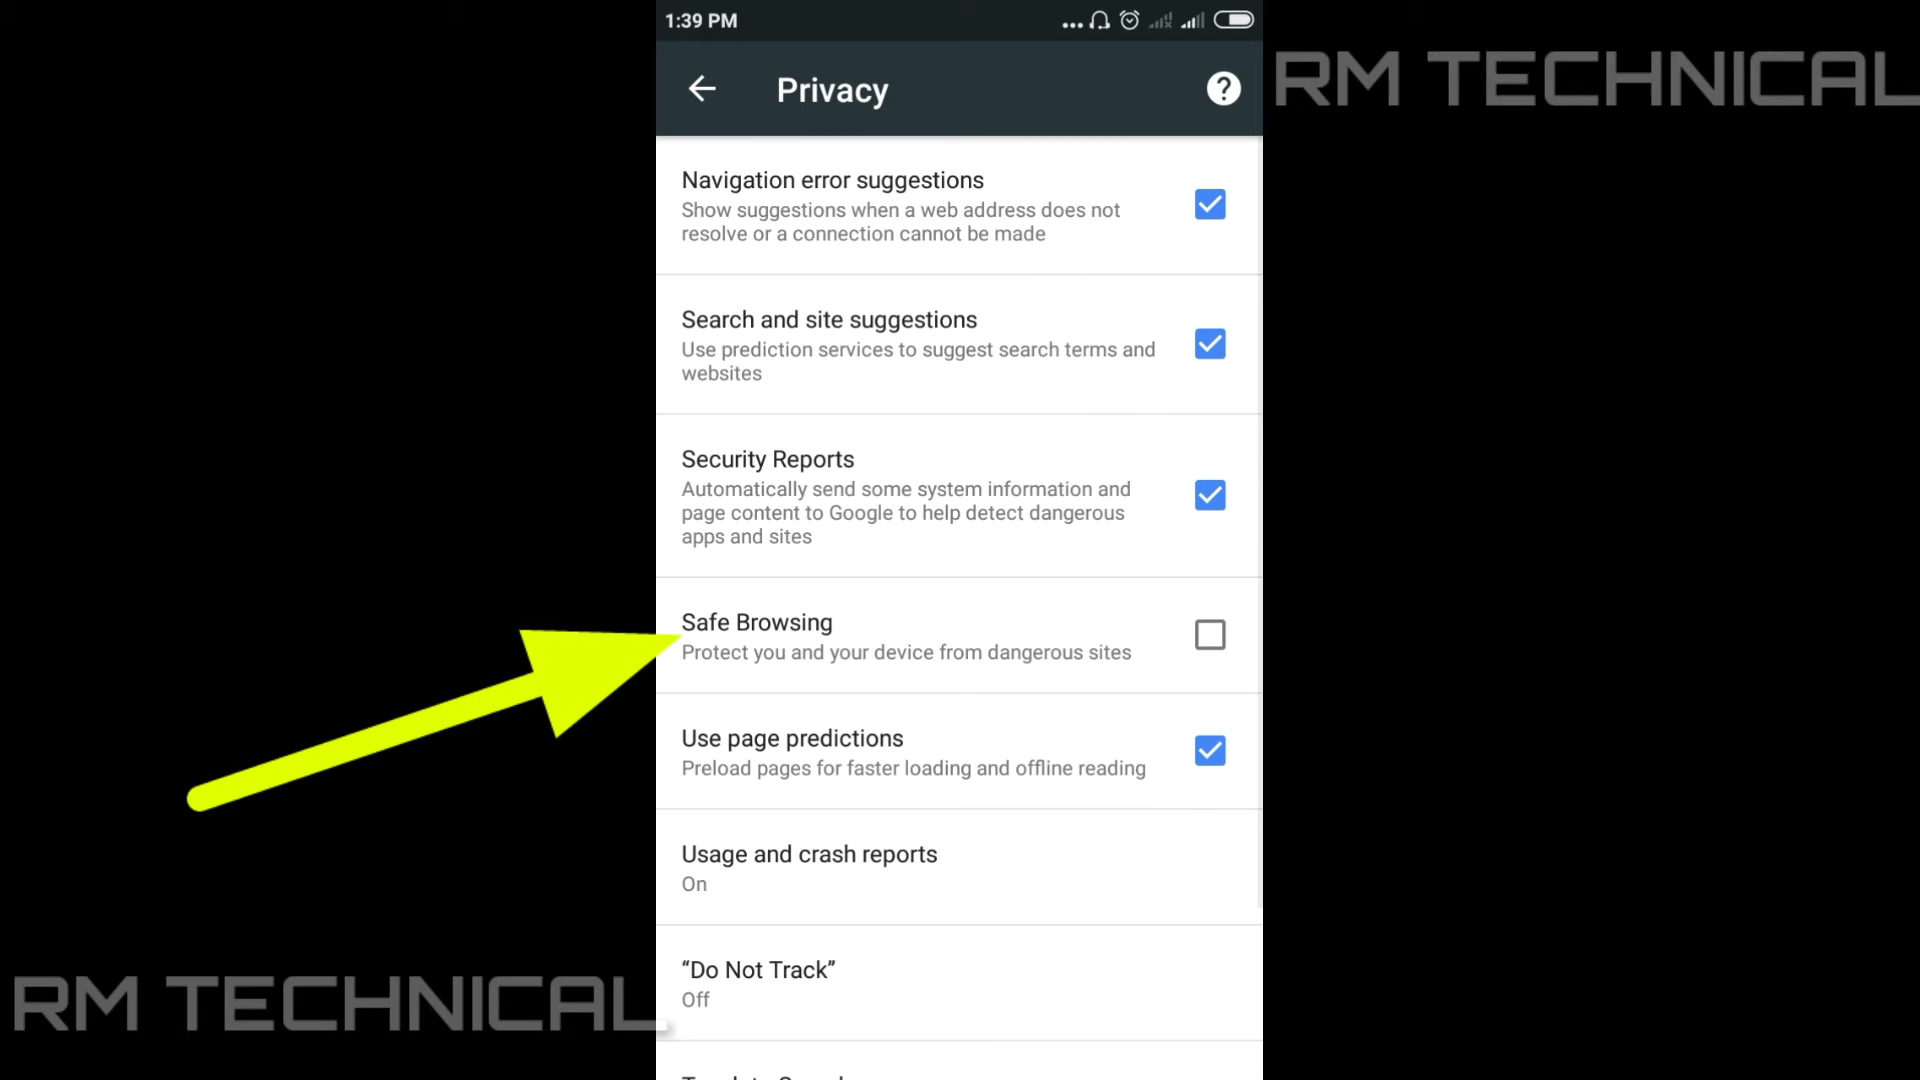 1:39 PM
Privacy
RM TECHNICAL
Navigation error suggestions
Show suggestions when a web address does not
resolve or a connection cannot be made
Search and site suggestions
Use prediction services to suggest search terms and
websites
Security Reports
Automatically send some system information and
page content to Google to help detect dangerous
apps and sites
Safe Browsing
Protect you and your device from dangerous sites
Use page predictions
Preload pages for faster loading and offline reading
Usage and crash reports
On
“Do Not Track”
Off
RM TECHNICAL